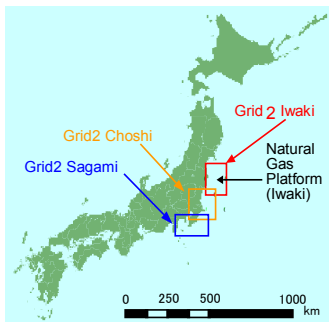 Grid 2 Iwaki
Grid2 Choshi
Natural
Gas
Platform
(Iwaki)
Grid2 Sagami
0 250 500 1000
km